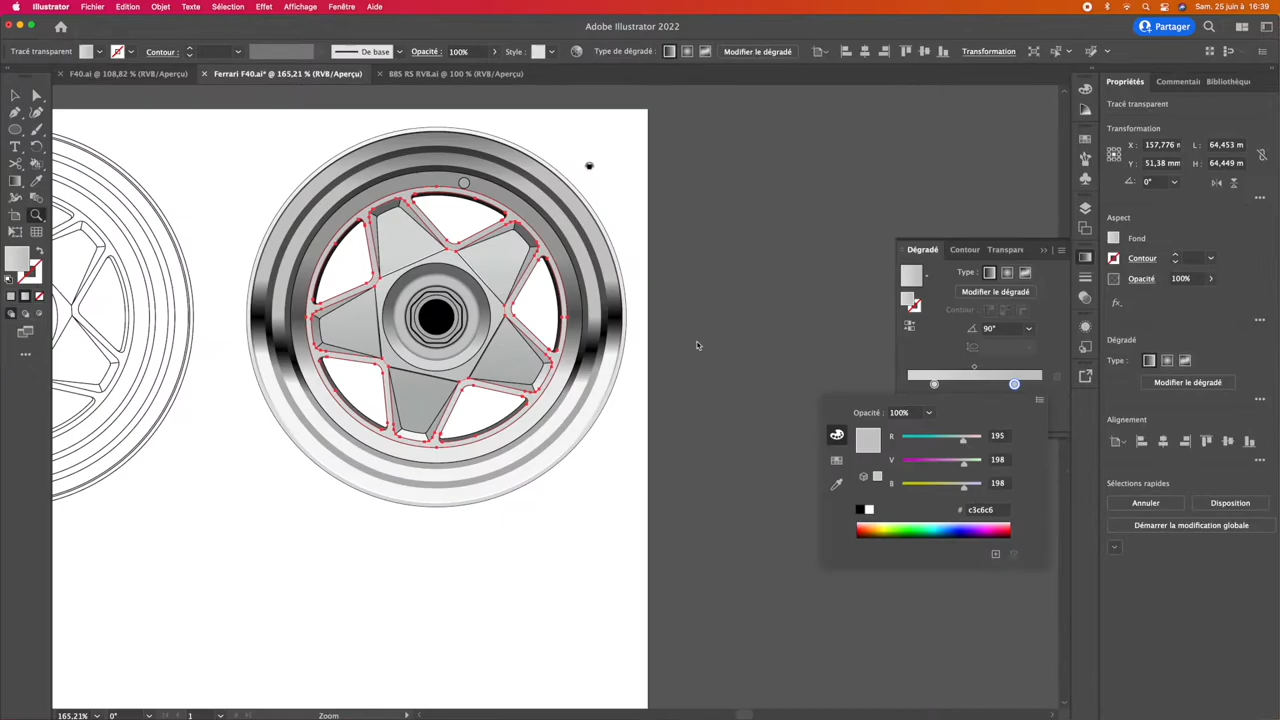 Illustrator Fichier Edition Objet Texte Sélection Effet Affichage Fenêtre Aide Sam. 25 juin à 16:39
Adobe Illustrator 2022 Partager
Tracé transparent Contour : De base Opacité : 100% Style : Type de dégradé : Modifier le dégradé Transformation
F40.ai @ 108,82 % (RVB/Aperçu) Ferrari F40.ai* @ 165,21 % (RVB/Aperçu) BBS RS RVB.ai @ 100 % (RVB/Aperçu)
Propriétés Commentai Bibliothèque
Tracé transparent
Transformation
X : 157,776 m L : 64,453 m
Y : 51,38 mm H : 64,449 m
0°
Aspect
Fond
Contour
Opacité 100%
fx
Dégradé
Type :
Modifier le dégradé
Alignement
Sélections rapides
Annuler Disposition
Démarrer la modification globale
Dégradé Contour Transpare
Type :
Modifier le dégradé
Contour :
90°
Opacité : 100%
R 195
V 198
B 198
# c3c6c6
165,21% 0° 1 Zoom